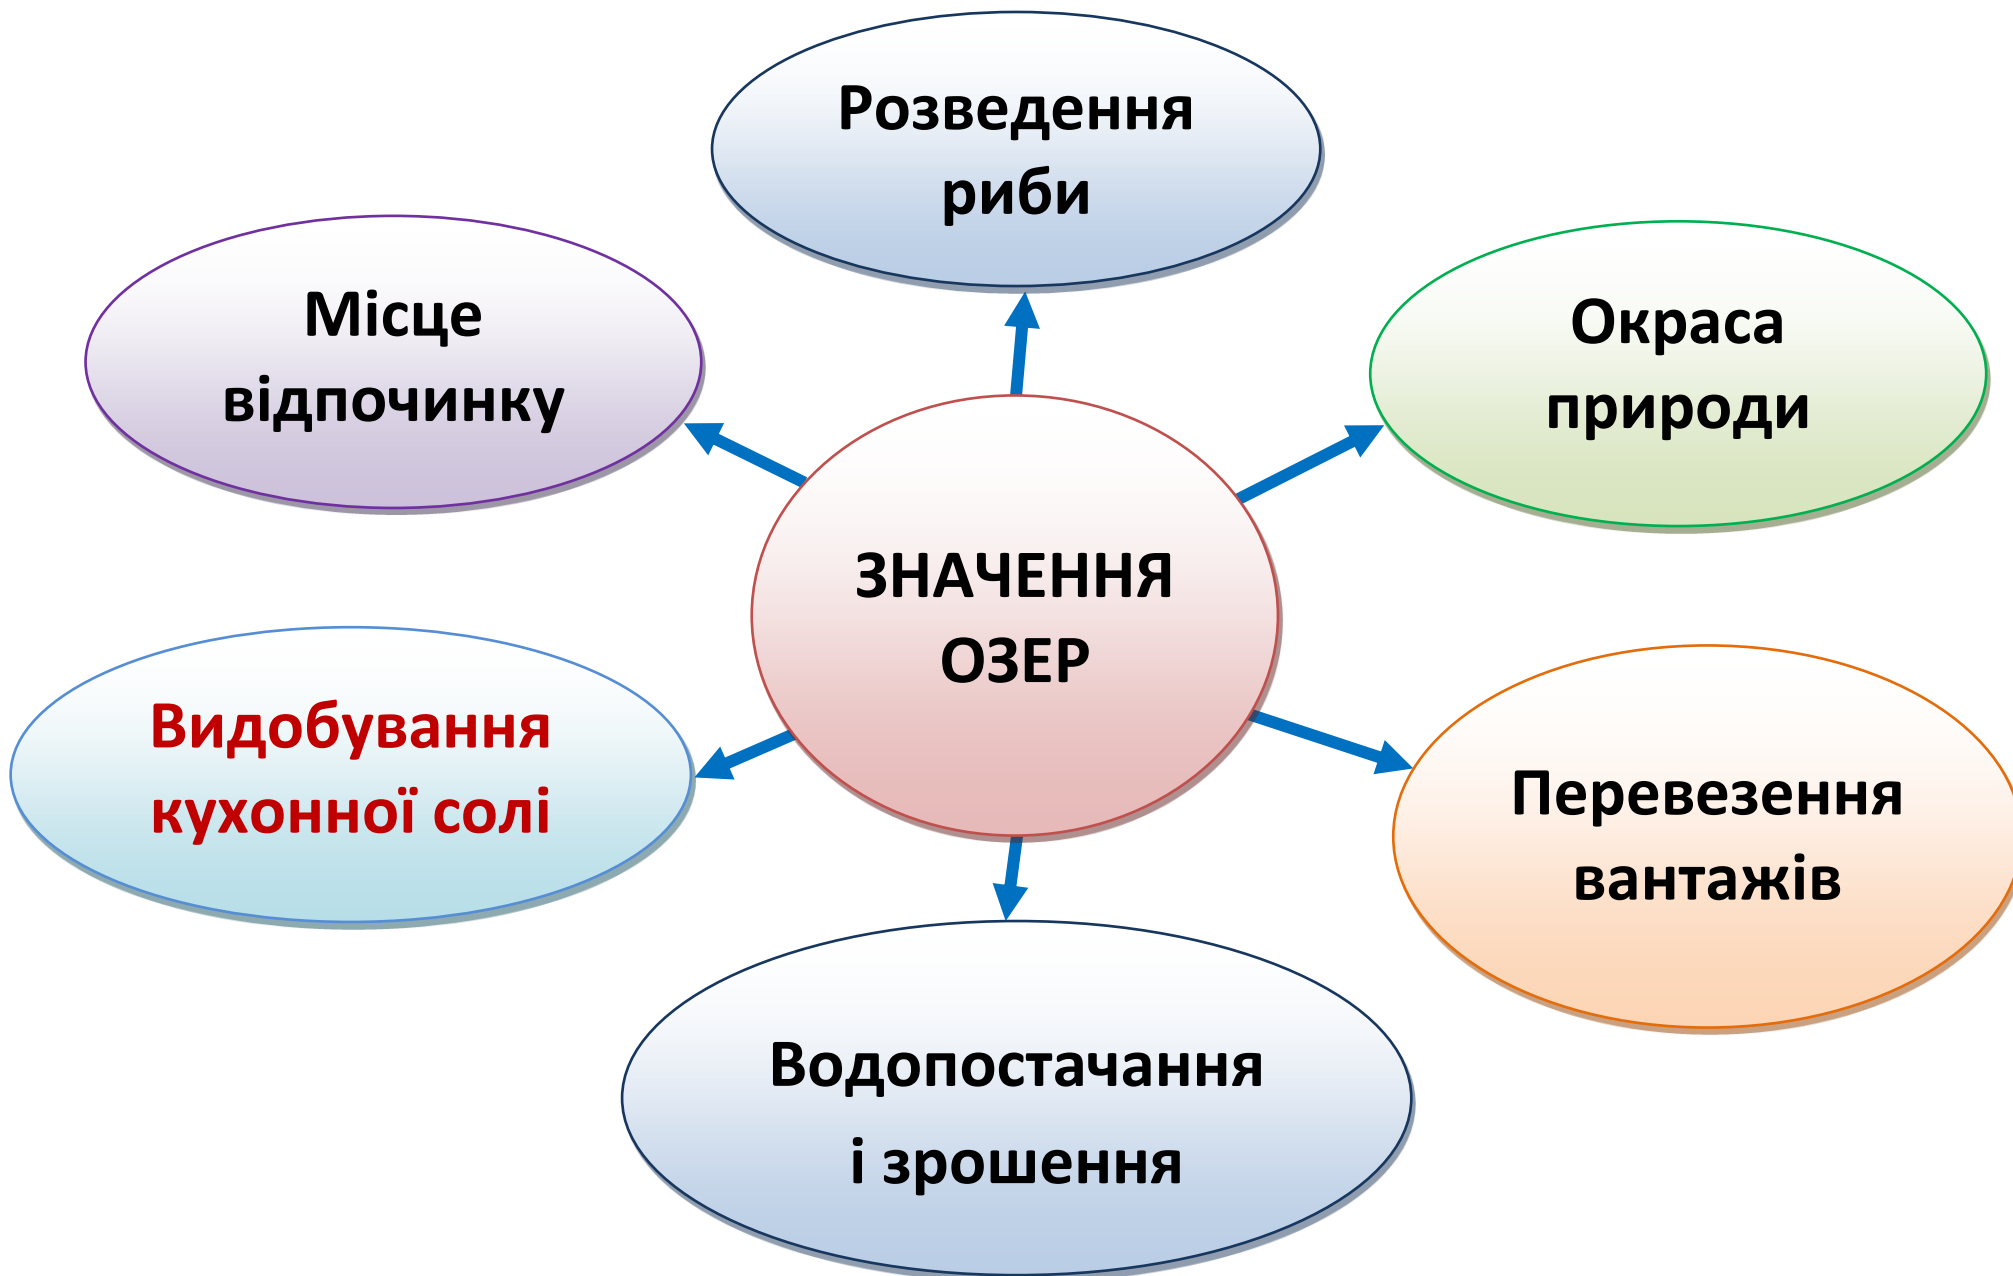 Розведення
риби
Місце
відпочинку
Окраса
природи
ЗНАЧЕННЯ
ОЗЕР
Видобування
кухонної солі
Перевезення
вантажів
Водопостачання
і зрошення